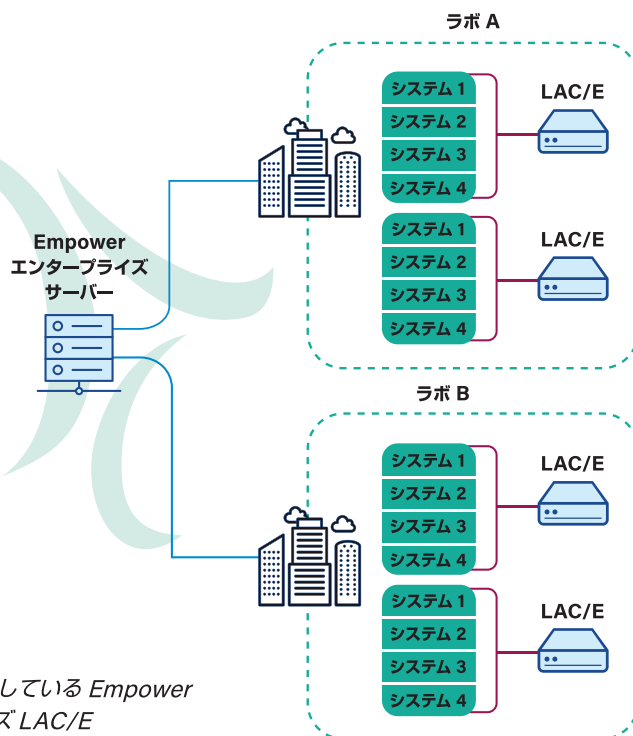 ラボ A
システム 1
システム 2
システム 3
システム 4
LAC/E
システム 1
システム 2
システム 3
システム 4
LAC/E
Empower
エンタープライズ
サーバー
ラボ B
システム 1
システム 2
システム 3
システム 4
LAC/E
システム 1
システム 2
システム 3
システム 4
LAC/E
している Empower
ズ LAC/E